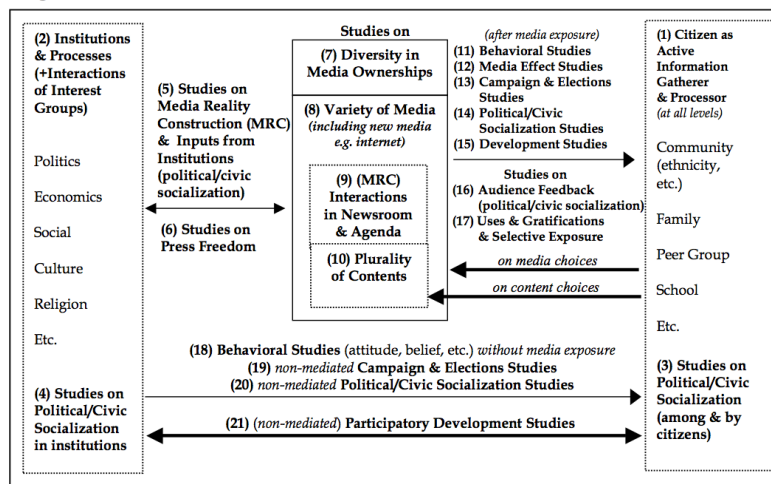 (2) Institutions
& Processes
(+Interactions of
Interest
Groups)
Politics
Economics
Social
Culture
Religion
Etc.
(4) Studies on
Political/Civic
Socialization
in institutions
(5) Studies on
Media Reality
Construction (MRC)
& Inputs from
Institutions
(political/civic
socialization)
(6) Studies on
Press Freedom
Studies on
(7) Diversity in
Media Ownerships
(8) Variety of Media
(including new media
e.g. internet)
(9) (MRC)
Interactions
in Newsroom
& Agenda
(10) Plurality
of Contents
(after media exposure)
(11) Behavioral Studies
(12) Media Effect Studies
(13) Campaign & Elections
Studies
(14) Political/Civic
Socialization Studies
(15) Development Studies
Studies on
(16) Audience Feedback
(political/civic socialization)
(17) Uses & Gratifications
& Selective Exposure
on media choices
on content choices
(1) Citizen as
Active
Information
Gatherer
& Processor
(at all levels)
Community
(ethnicity,
etc.)
Family
Peer Group
School
Etc.
(3) Studies on
Political/Civic
Socialization
(among & by
citizens)
(18) Behavioral Studies (attitude, belief, etc.) without media exposure
(19) non-mediated Campaign & Elections Studies
(20) non-mediated Political/Civic Socialization Studies
(21) (non-mediated) Participatory Development Studies